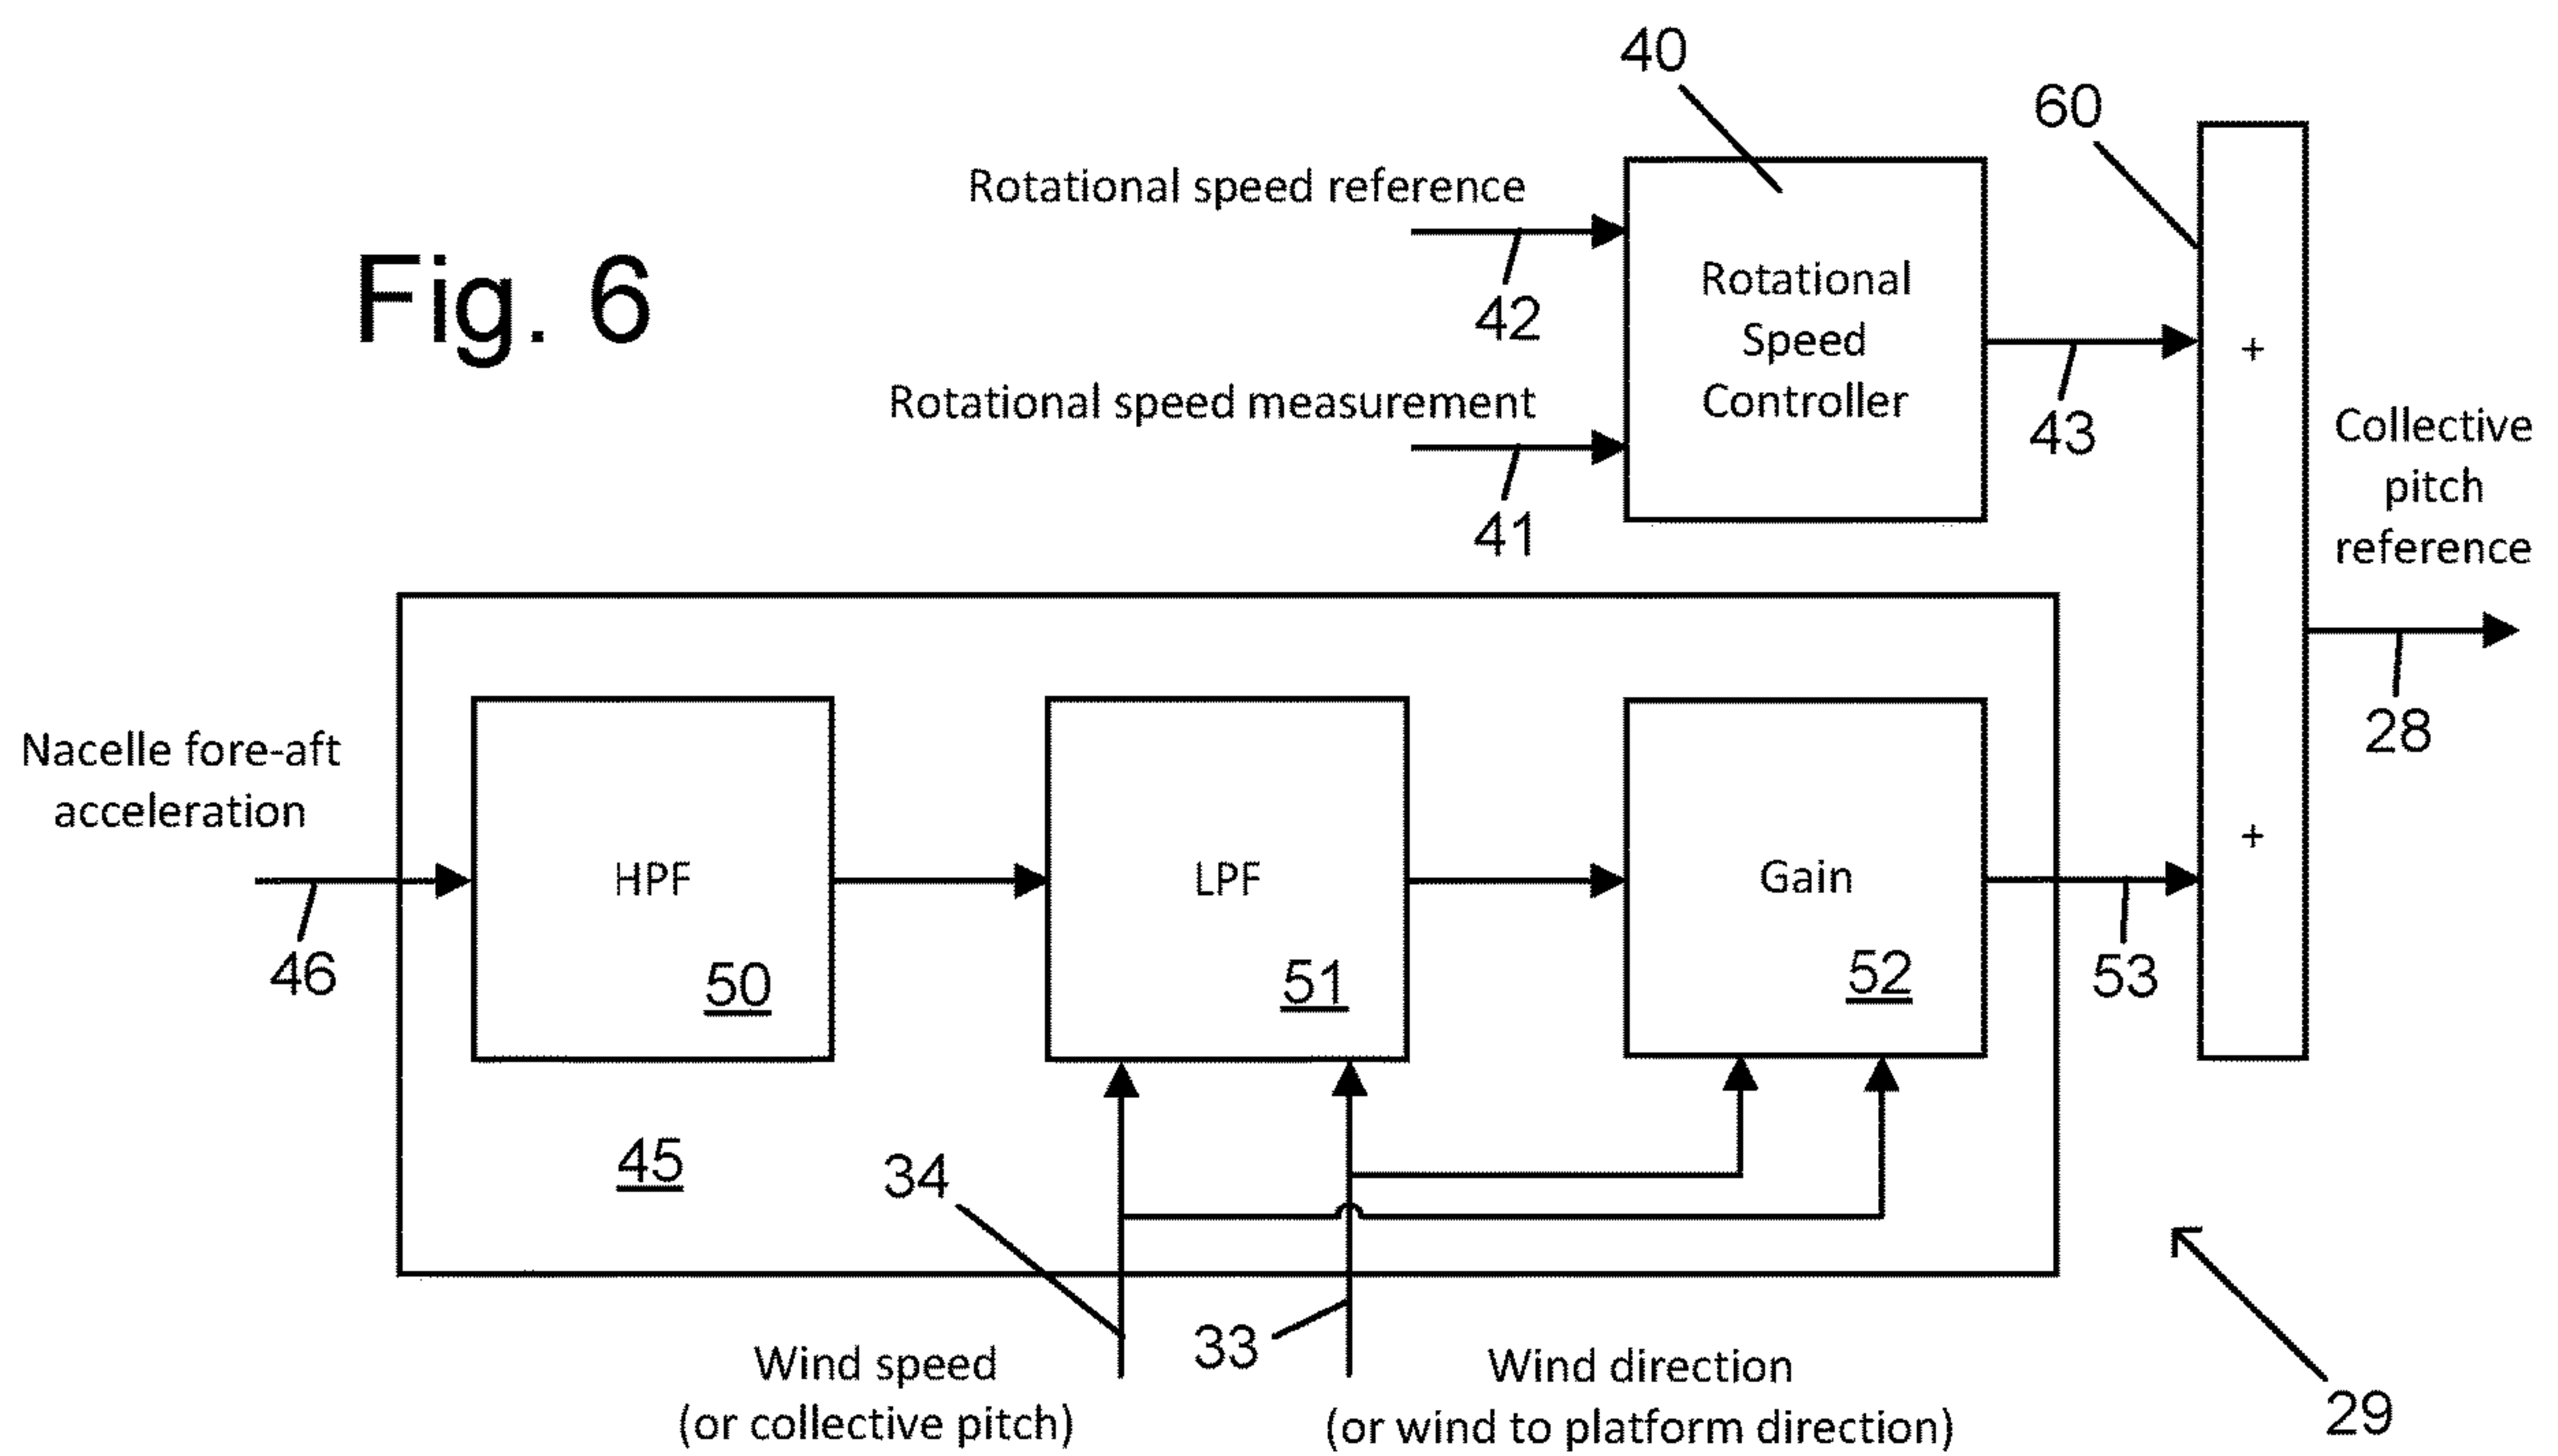 Fig. 6
40
60
Rotational speed reference
42
Rotational speed measurement
41
Rotational
Speed
Controller
43
+
+
Collective
pitch
reference
28
Nacelle fore-aft
acceleration
46
HPF
50
LPF
51
Gain
52
53
45
34
33
Wind speed
(or collective pitch)
Wind direction
(or wind to platform direction)
29